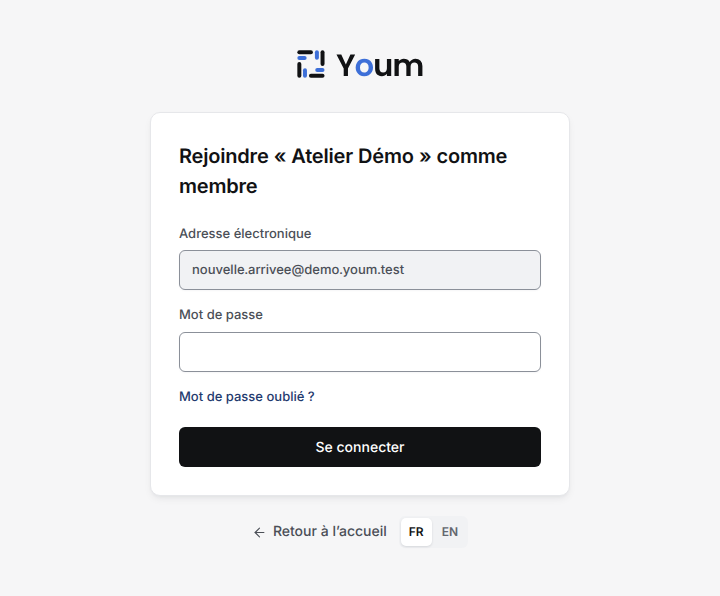 Youm
Rejoindre « Atelier Démo » comme
membre
Adresse électronique
nouvelle.arrivee@demo.youm.test
Mot de passe
Mot de passe oublié ?
Se connecter
← Retour à l’accueil FR EN